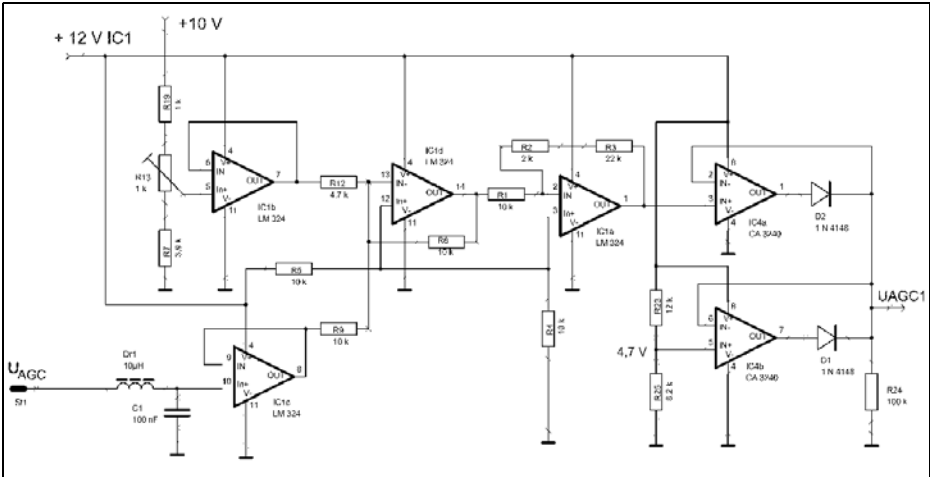 +10 V
+ 12 V IC1
R19
1 k
R13
1 k
R7
3,9 k
6
IN
5
In+
V+
V-
4
11
OUT
7
IC1b
LM 324
R12
4.7 k
IC1d
LM 324
13
IN-
12
In+
V+
V-
4
11
OUT
14
R6
10 k
R5
10 k
R1
10 k
R2
2 k
R3
22 k
2
IN-
3
In+
V+
V-
4
11
OUT
1
IC1a
LM 324
R4
10 k
R9
10 k
9
IN
10
In+
V+
V-
4
11
OUT
8
IC1c
LM 324
UAGC
St1
Dr1
10µH
C1
100 nF
8
2
IN-
3
In+
V+
V-
4
OUT
1
IC4a
CA 3240
D2
1 N 4148
R23
12 k
4,7 V
R25
8.2 k
8
6
IN-
5
In+
V+
V-
4
OUT
7
IC4b
CA 3240
D1
1 N 4148
UAGC1
R24
100 k